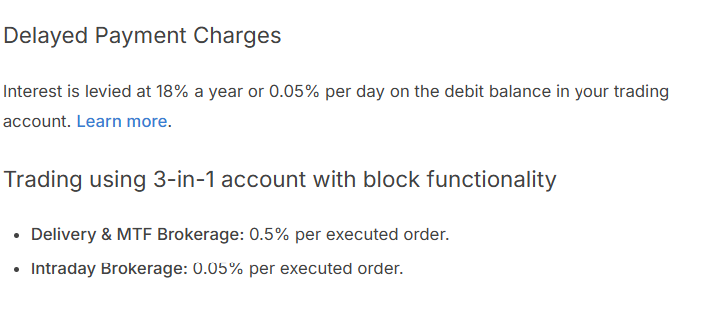 Delayed Payment Charges
Interest is levied at 18% a year or 0.05% per day on the debit balance in your trading
account. Learn more.
Trading using 3-in-1 account with block functionality
• Delivery & MTF Brokerage: 0.5% per executed order.
• Intraday Brokerage: 0.05% per executed order.